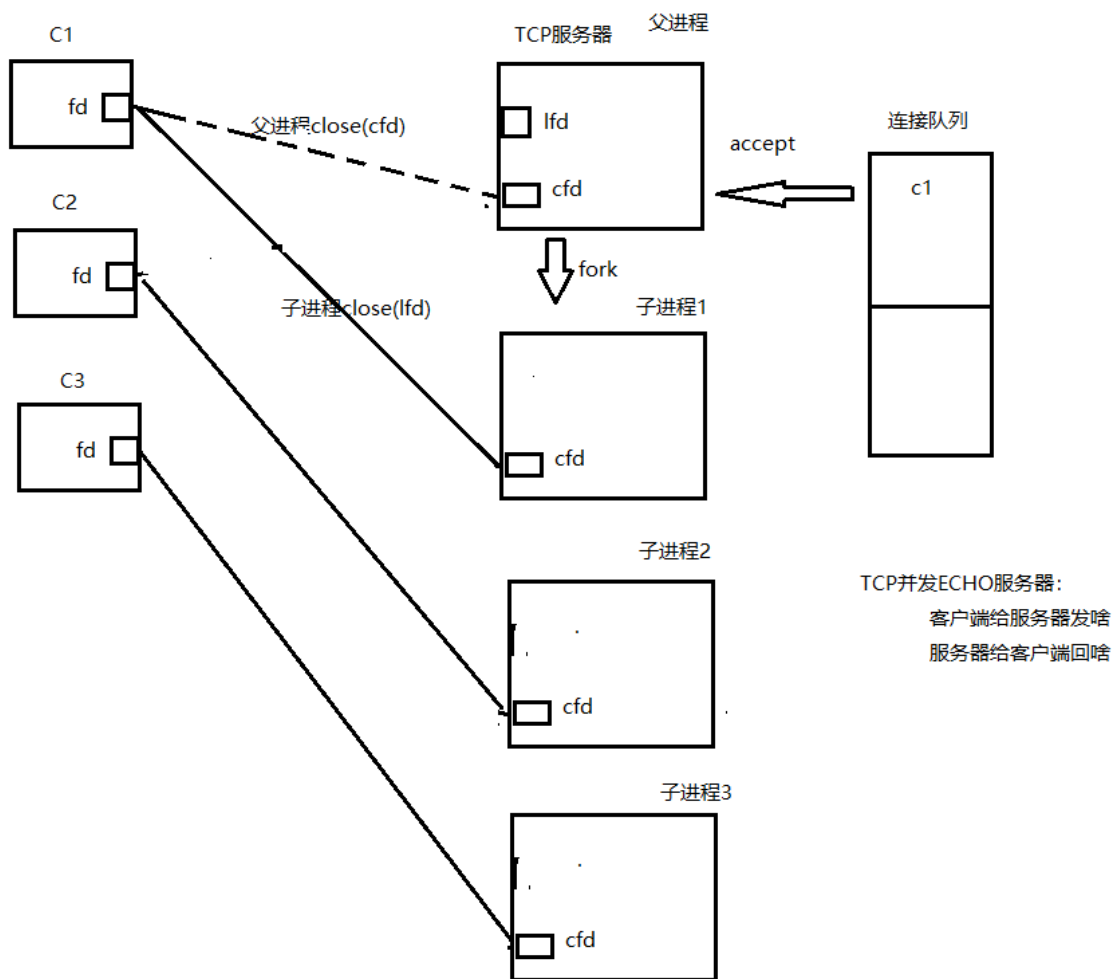 C1
fd
父进程close(cfd)
TCP服务器
父进程
lfd
cfd
accept
连接队列
c1
C2
fd
fork
子进程close(lfd)
子进程1
cfd
C3
fd
子进程2
cfd
TCP并发ECHO服务器：
客户端给服务器发啥
服务器给客户端回啥
子进程3
cfd